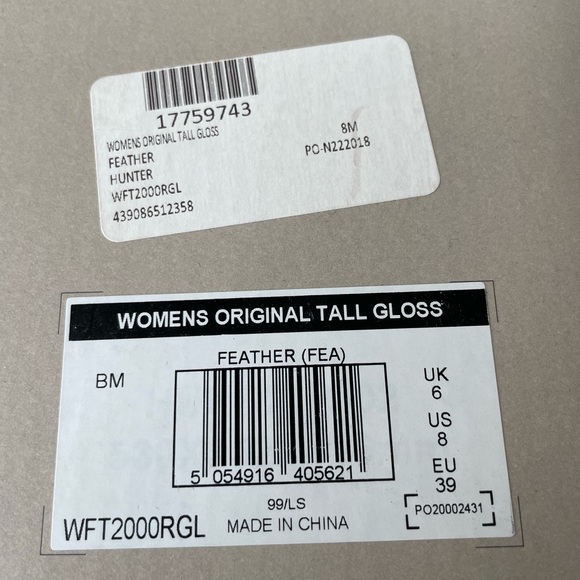 17759743
WOMENS ORIGINAL TALL GLOSS
FEATHER
HUNTER
WFT2000RGL
439086512358
8M
PO-N222018
WOMENS ORIGINAL TALL GLOSS
FEATHER (FEA)
BM
5 054916 405621
UK
6
US
8
EU
39
99/LS
WFT2000RGL
MADE IN CHINA
PO20002431